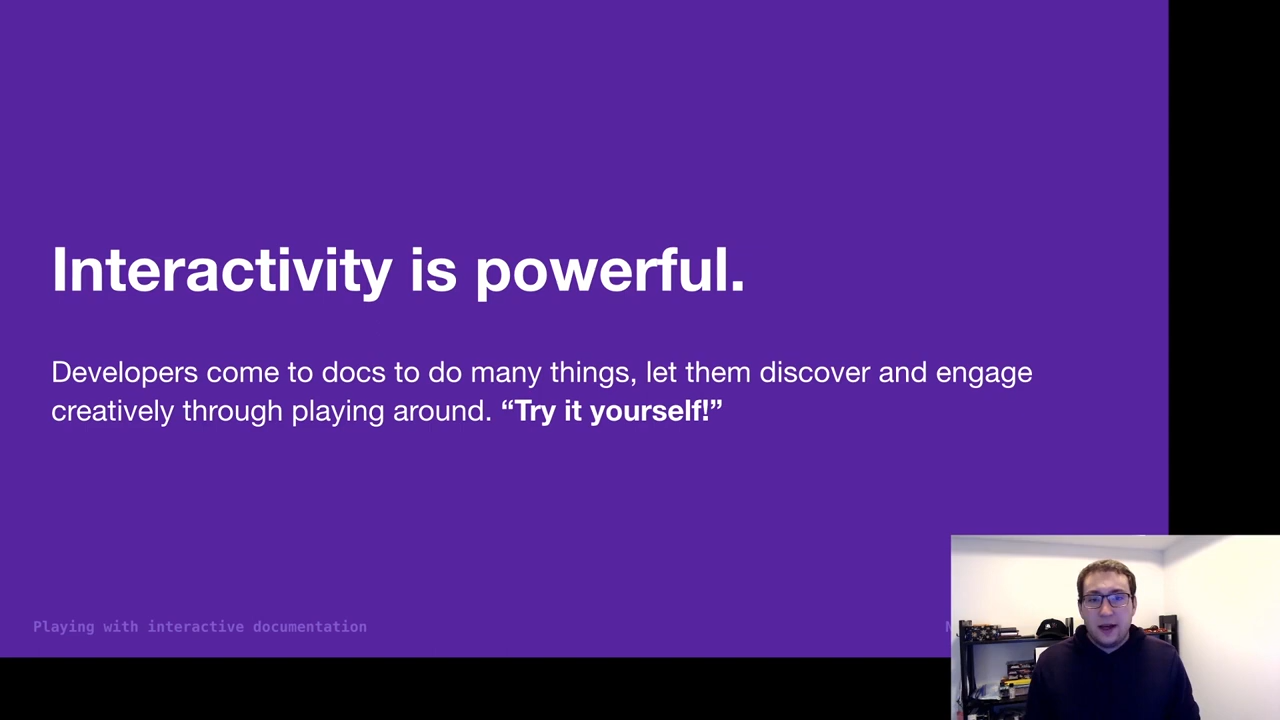 Interactivity is powerful.
Developers come to docs to do many things, let them discover and engage
creatively through playing around. “Try it yourself!”
Playing with interactive documentation